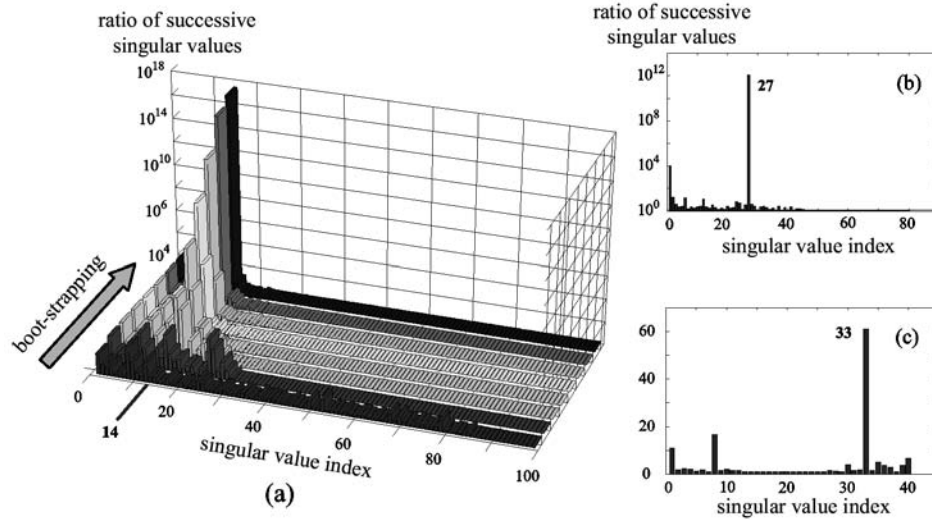 ratio of successive
singular values
10^18
10^14
10^10
10^6
10^4
boot-strapping
0
20
40
60
80
100
14
singular value index
(a)
ratio of successive
singular values
10^12
10^8
10^4
10^0
27
(b)
0 20 40 60 80
singular value index
60
40
20
0
33
(c)
0 10 20 30 40
singular value index